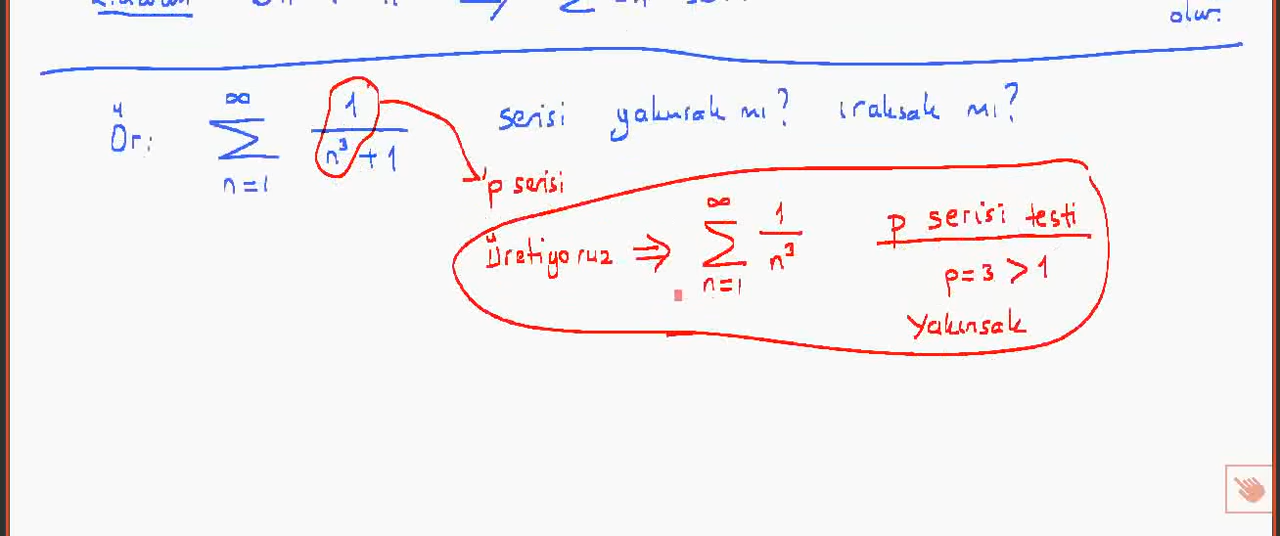 olur.
Ör: ∞ Σ n=1 1 / n³ + 1 serisi yakınsak mı? ıraksak mı?
p serisi
Üretiyoruz ⇒ ∞ Σ n=1 1 / n³
p serisi testi
p = 3 > 1
Yakınsak